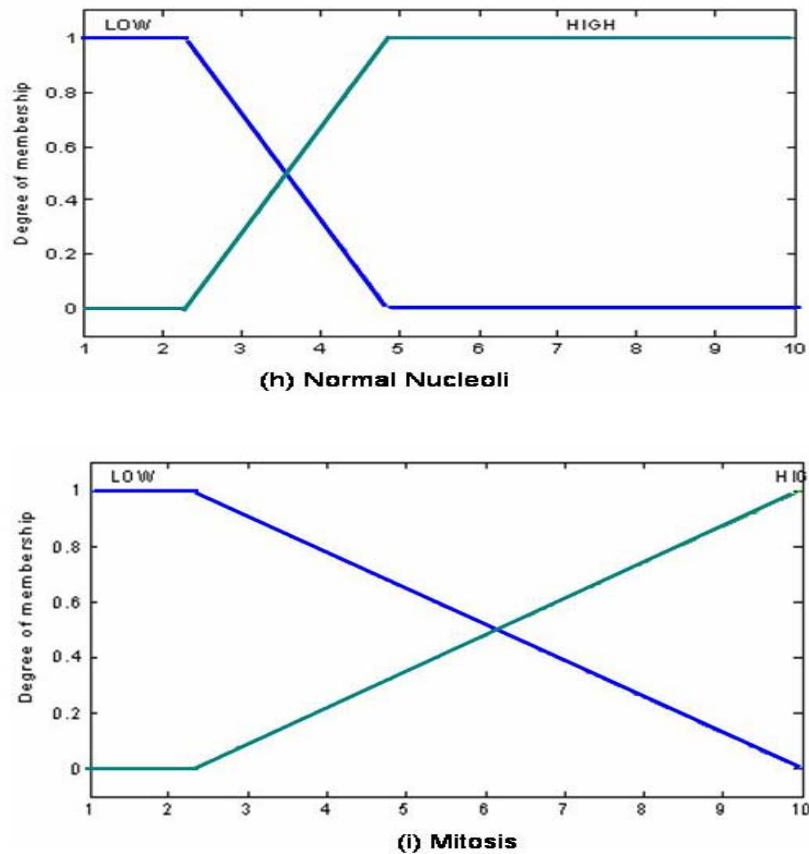 LOW HIGH
1
0.8
0.6
0.4
0.2
0
Degree of membership
1 2 3 4 5 6 7 8 9 10
(h) Normal Nucleoli
LOW HIG
1
0.8
0.6
0.4
0.2
0
Degree of membership
1 2 3 4 5 6 7 8 9 10
(i) Mitosis